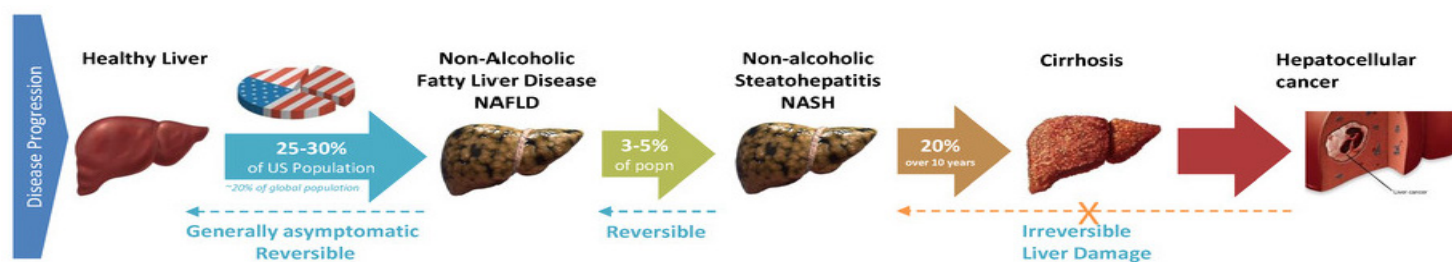 Disease Progression
Healthy Liver
25-30%
of US Population
~20% of global population
Generally asymptomatic
Reversible
Non-Alcoholic
Fatty Liver Disease
NAFLD
3-5%
of popn
Reversible
Non-alcoholic
Steatohepatitis
NASH
20%
over 10 years
Cirrhosis
Irreversible
Liver Damage
Hepatocellular
cancer
Liver cancer